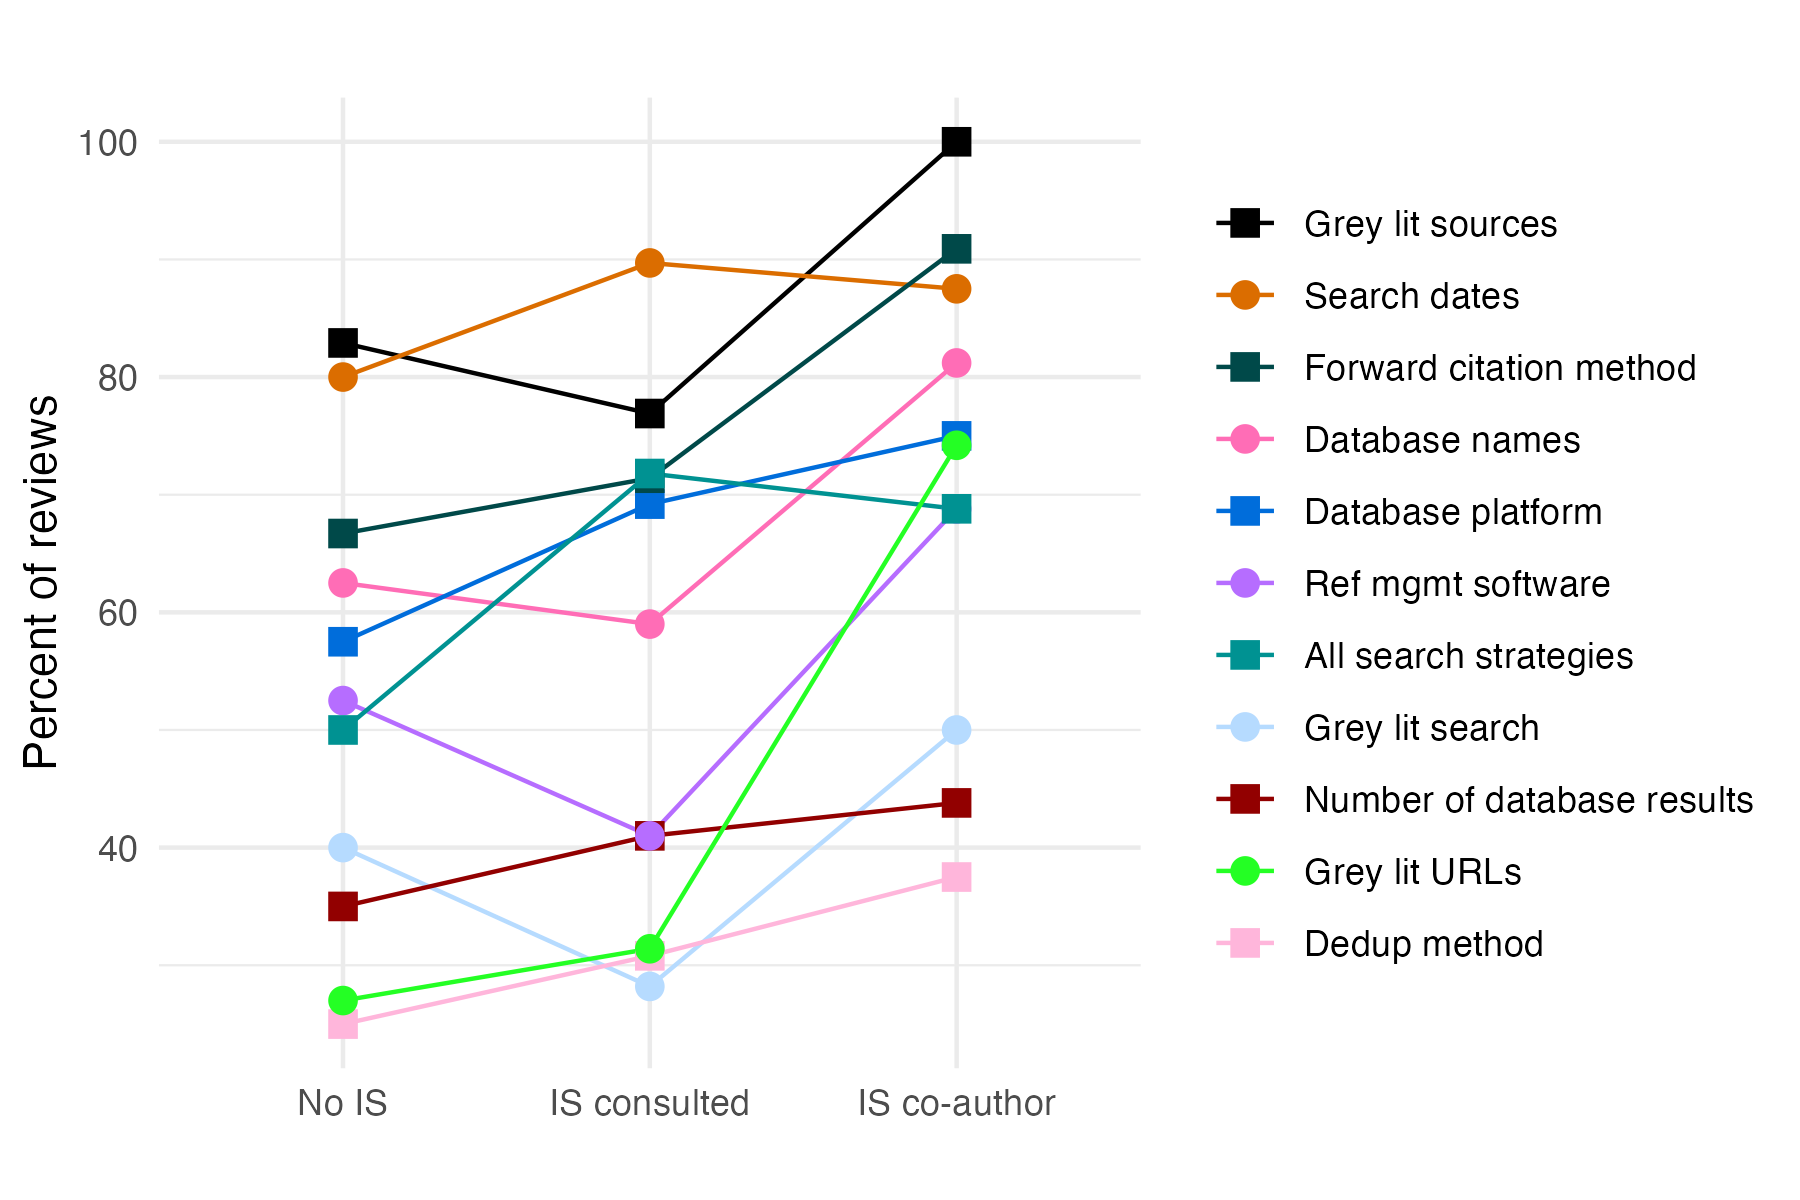 100
80
60
40
Percent of reviews
No IS
IS consulted
IS co-author
Grey lit sources
Search dates
Forward citation method
Database names
Database platform
Ref mgmt software
All search strategies
Grey lit search
Number of database results
Grey lit URLs
Dedup method